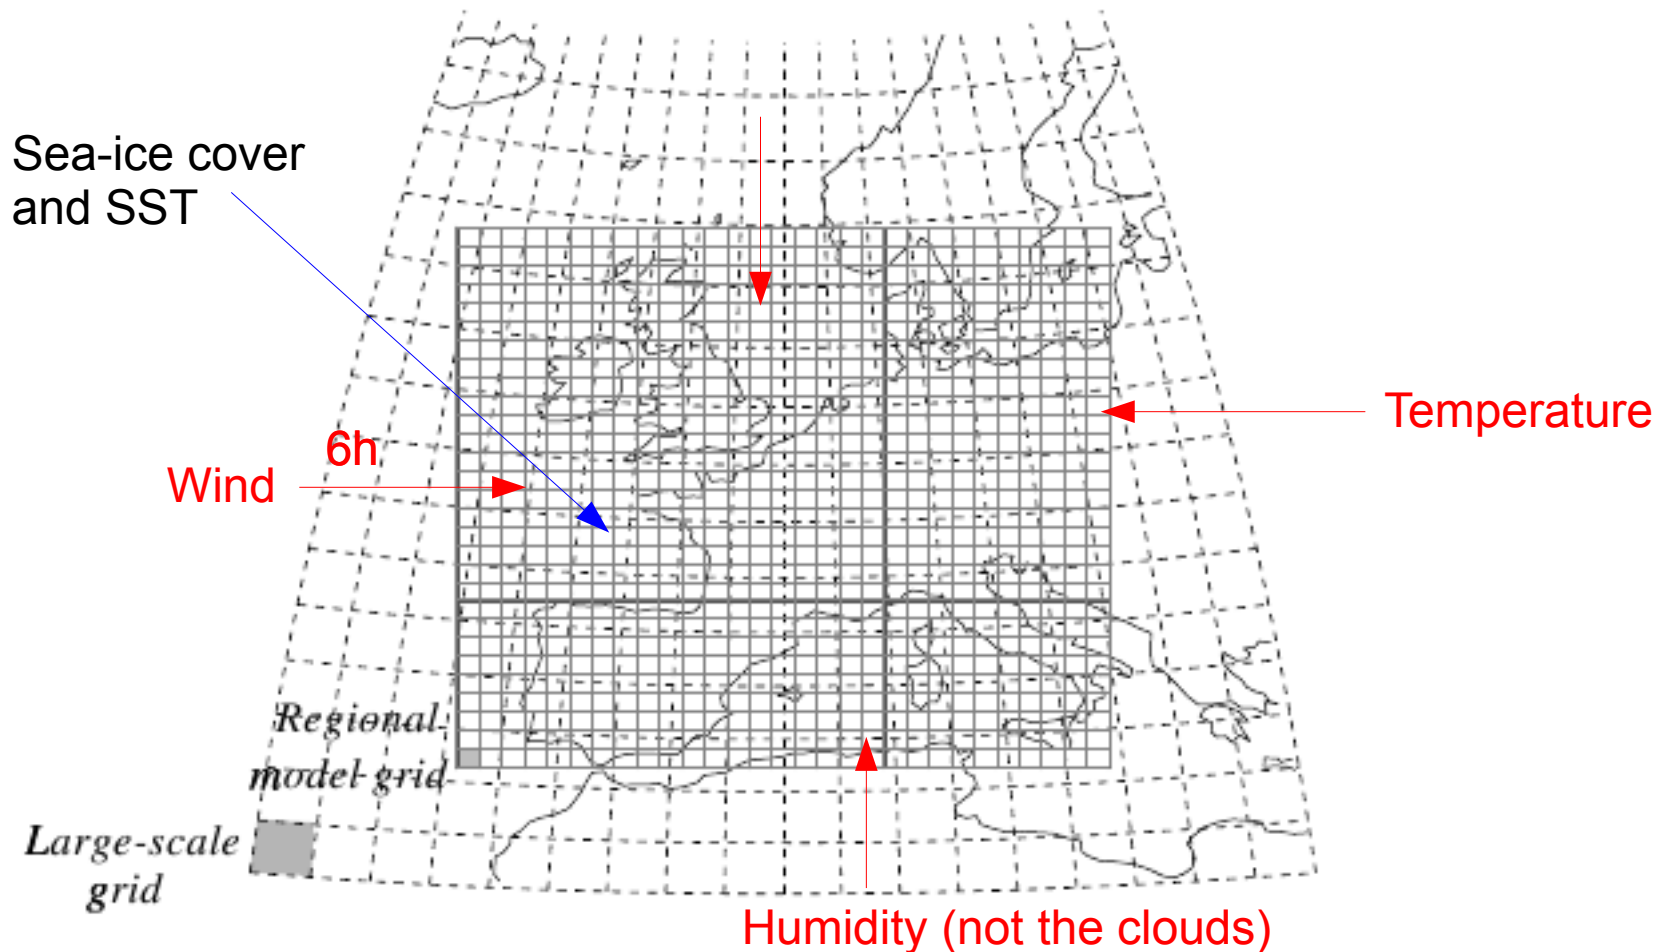 Sea-ice cover
and SST
6h
Wind
Temperature
Regional
model grid
Large-scale
grid
Humidity (not the clouds)